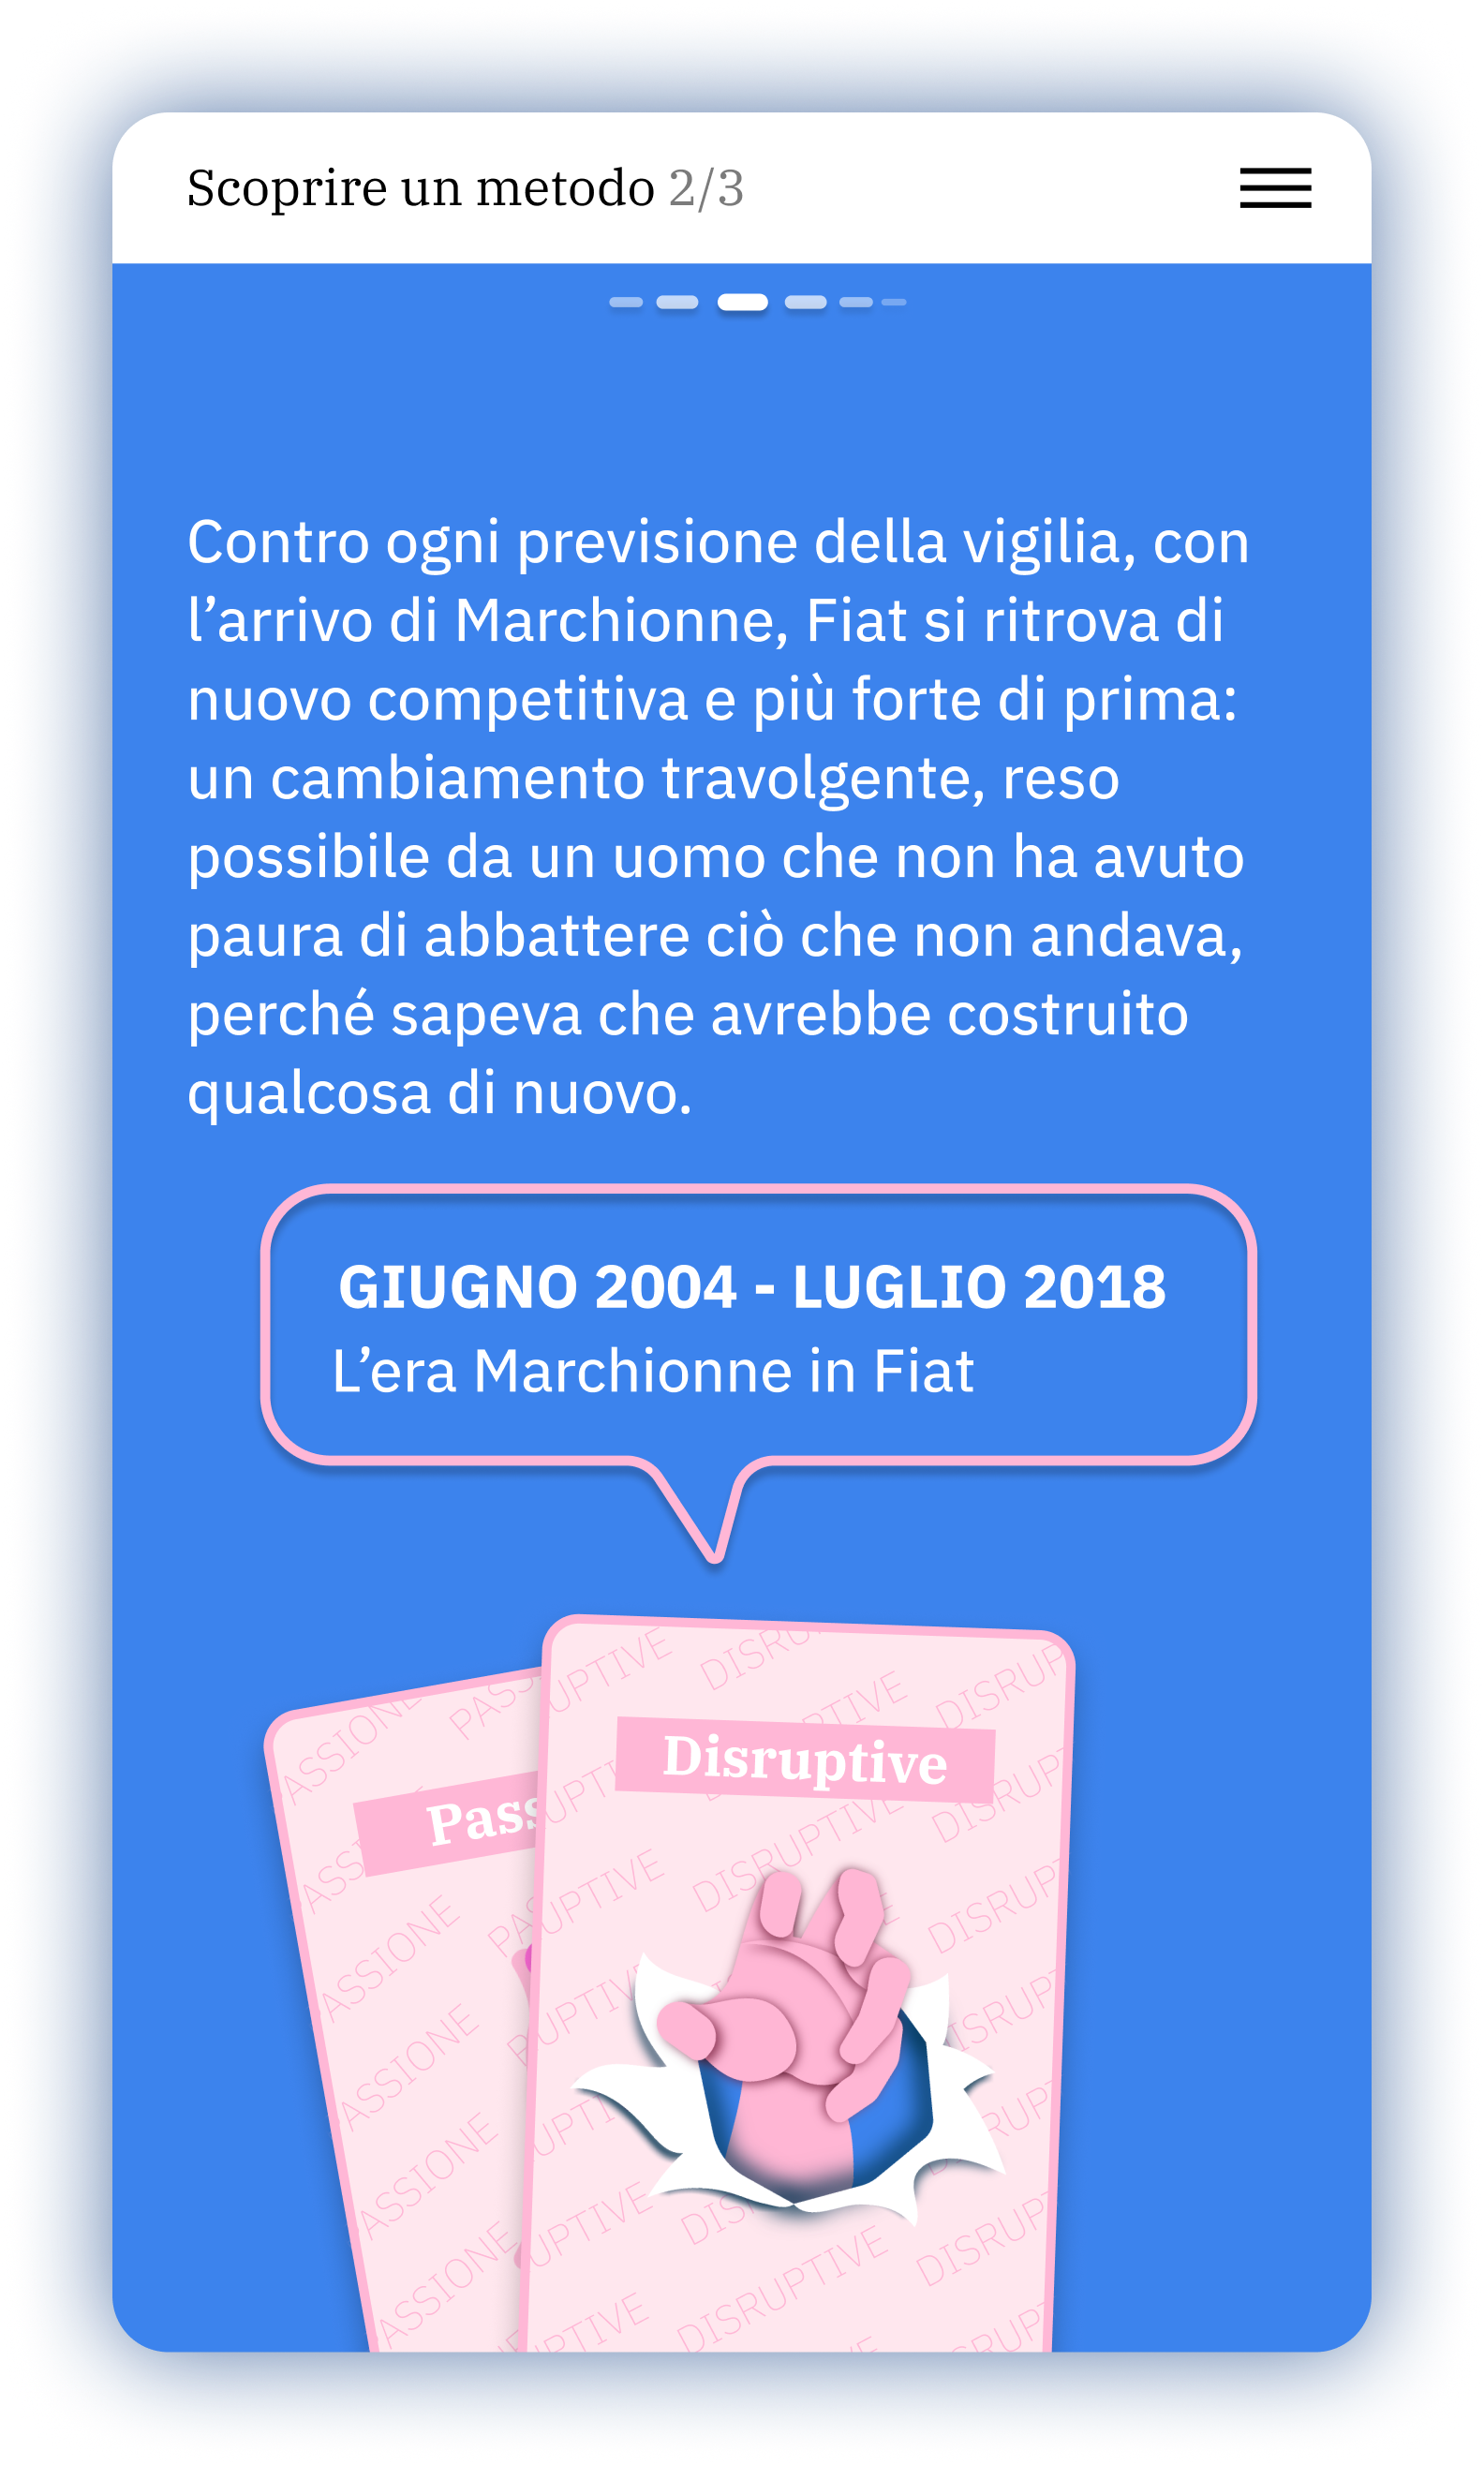 Scoprire un metodo 2/3
Contro ogni previsione della vigilia, con
l’arrivo di Marchionne, Fiat si ritrova di
nuovo competitiva e più forte di prima:
un cambiamento travolgente, reso
possibile da un uomo che non ha avuto
paura di abbattere ciò che non andava,
perché sapeva che avrebbe costruito
qualcosa di nuovo.
GIUGNO 2004 - LUGLIO 2018
L’era Marchionne in Fiat
Disruptive
DISRUPTIVE
DISRUPTIVE